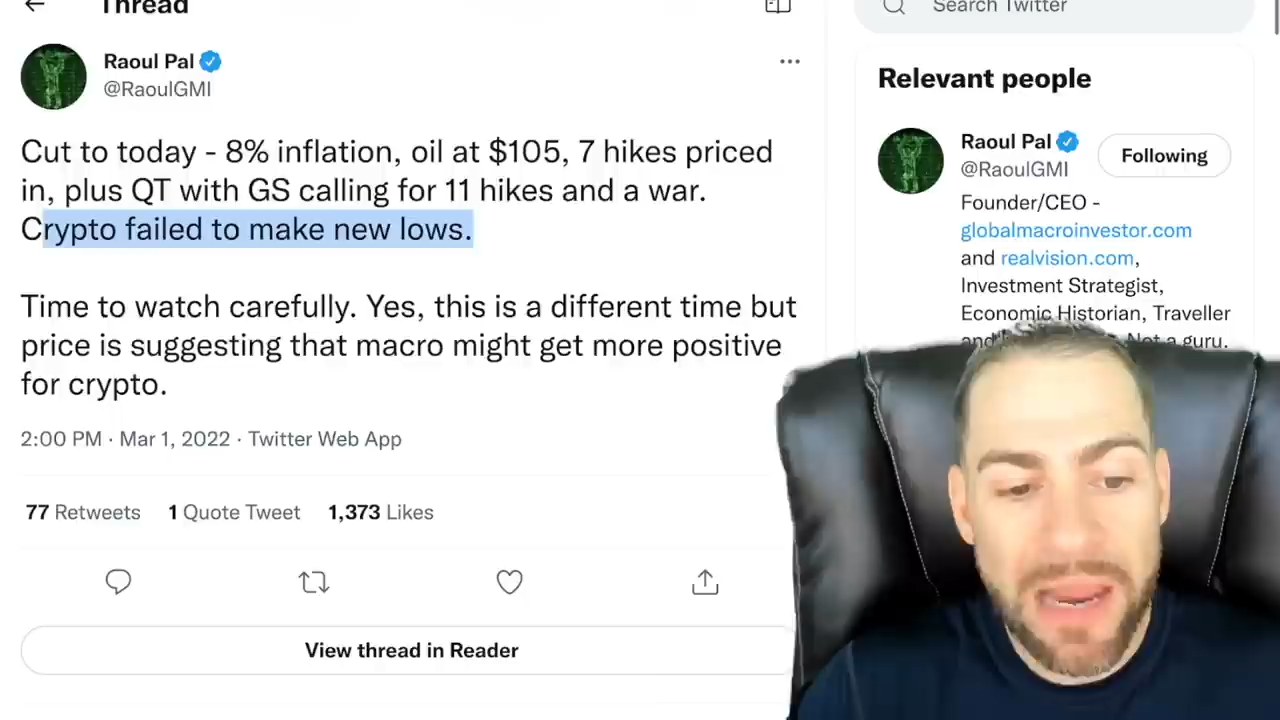 Thread
Search Twitter
Raoul Pal
@RaoulGMI
Cut to today - 8% inflation, oil at $105, 7 hikes priced
in, plus QT with GS calling for 11 hikes and a war.
Crypto failed to make new lows.
Time to watch carefully. Yes, this is a different time but
price is suggesting that macro might get more positive
for crypto.
2:00 PM · Mar 1, 2022 · Twitter Web App
77 Retweets 1 Quote Tweet 1,373 Likes
View thread in Reader
Relevant people
Raoul Pal
@RaoulGMI
Following
Founder/CEO -
globalmacroinvestor.com
and realvision.com,
Investment Strategist,
Economic Historian, Traveller
and Not a guru.